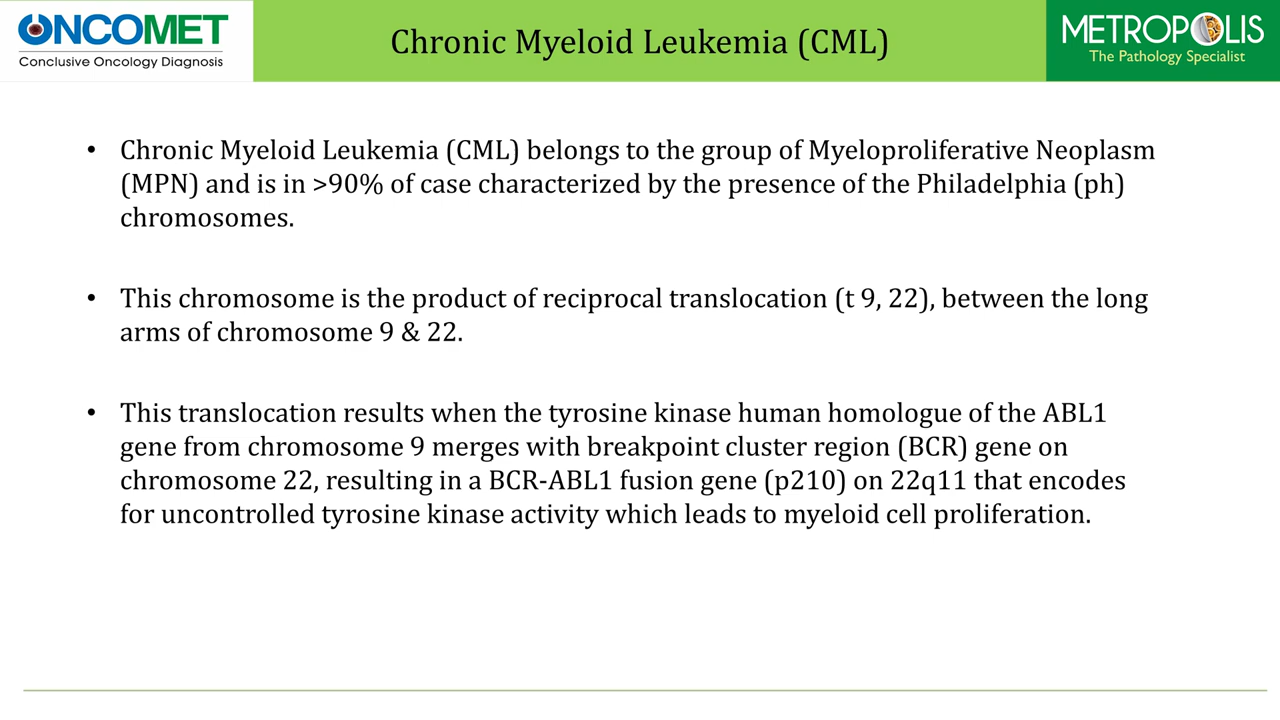 ONCOMET
Conclusive Oncology Diagnosis
Chronic Myeloid Leukemia (CML)
METROPOLIS
The Pathology Specialist
• Chronic Myeloid Leukemia (CML) belongs to the group of Myeloproliferative Neoplasm
(MPN) and is in >90% of case characterized by the presence of the Philadelphia (ph)
chromosomes.
• This chromosome is the product of reciprocal translocation (t 9, 22), between the long
arms of chromosome 9 & 22.
• This translocation results when the tyrosine kinase human homologue of the ABL1
gene from chromosome 9 merges with breakpoint cluster region (BCR) gene on
chromosome 22, resulting in a BCR-ABL1 fusion gene (p210) on 22q11 that encodes
for uncontrolled tyrosine kinase activity which leads to myeloid cell proliferation.